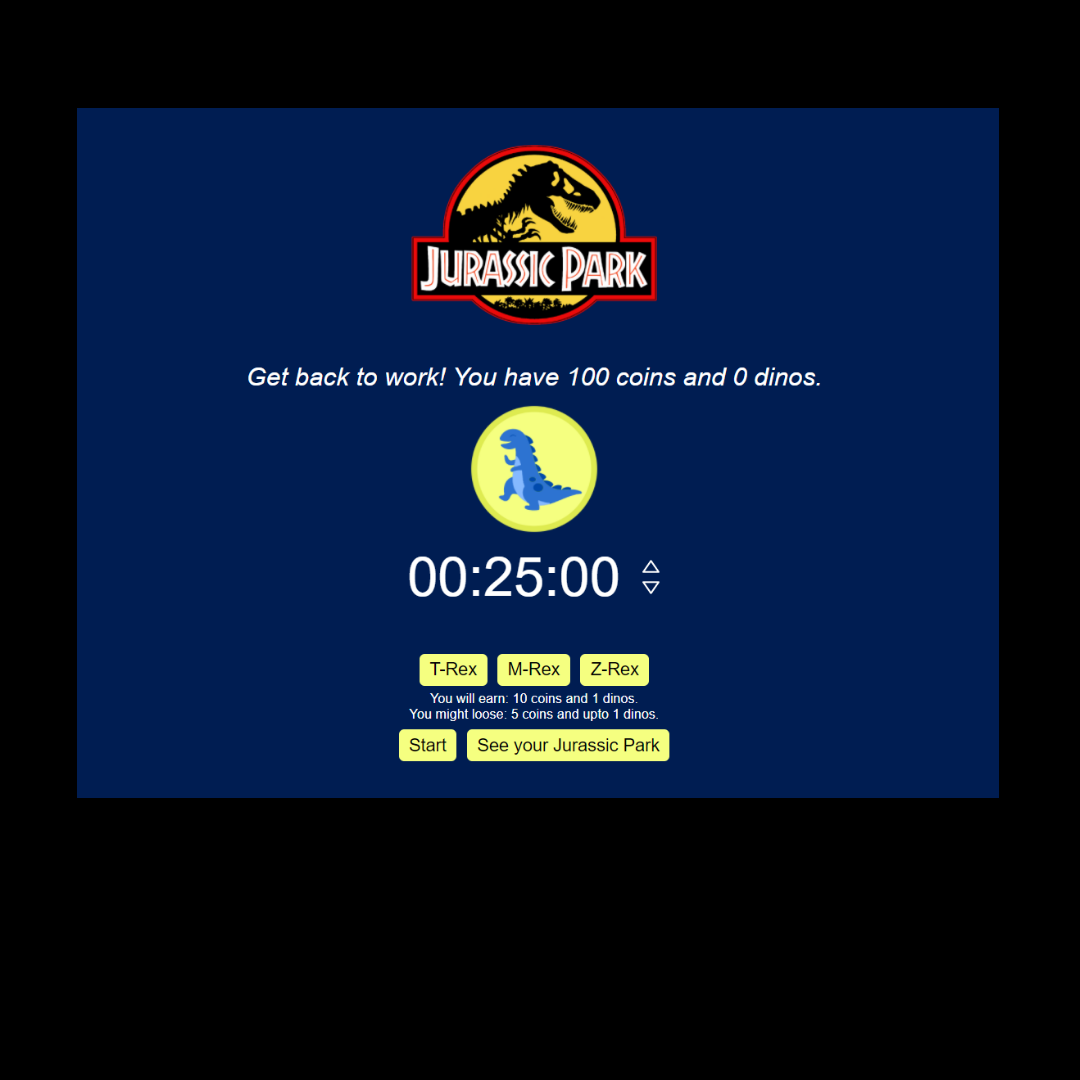 JURASSIC PARK
Get back to work! You have 100 coins and 0 dinos.
00:25:00
T-Rex M-Rex Z-Rex
You will earn: 10 coins and 1 dinos.
You might loose: 5 coins and upto 1 dinos.
Start See your Jurassic Park